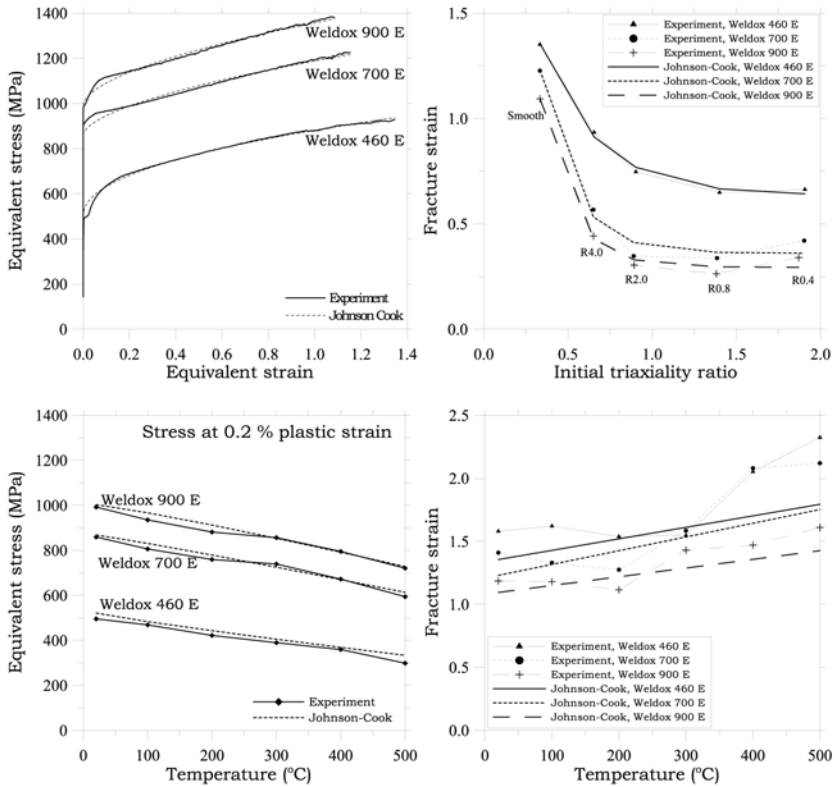 1400
1200
1000
800
600
400
200
0
Equivalent stress (MPa)
Weldox 900 E
Weldox 700 E
Weldox 460 E
Experiment
Johnson Cook
0.0 0.2 0.4 0.6 0.8 1.0 1.2 1.4
Equivalent strain
1.5
1.0
0.5
0.0
Fracture strain
Experiment, Weldox 460 E
Experiment, Weldox 700 E
Experiment, Weldox 900 E
Johnson-Cook, Weldox 460 E
Johnson-Cook, Weldox 700 E
Johnson-Cook, Weldox 900 E
Smooth
R4.0
R2.0
R0.8
R0.4
0.0 0.5 1.0 1.5 2.0
Initial triaxiality ratio
1400
1200
1000
800
600
400
200
0
Equivalent stress (MPa)
Stress at 0.2 % plastic strain
Weldox 900 E
Weldox 700 E
Weldox 460 E
Experiment
Johnson-Cook
0 100 200 300 400 500
Temperature (ºC)
2.5
2.0
1.5
1.0
0.5
0.0
Fracture strain
Experiment, Weldox 460 E
Experiment, Weldox 700 E
Experiment, Weldox 900 E
Johnson-Cook, Weldox 460 E
Johnson-Cook, Weldox 700 E
Johnson-Cook, Weldox 900 E
0 100 200 300 400 500
Temperature (ºC)